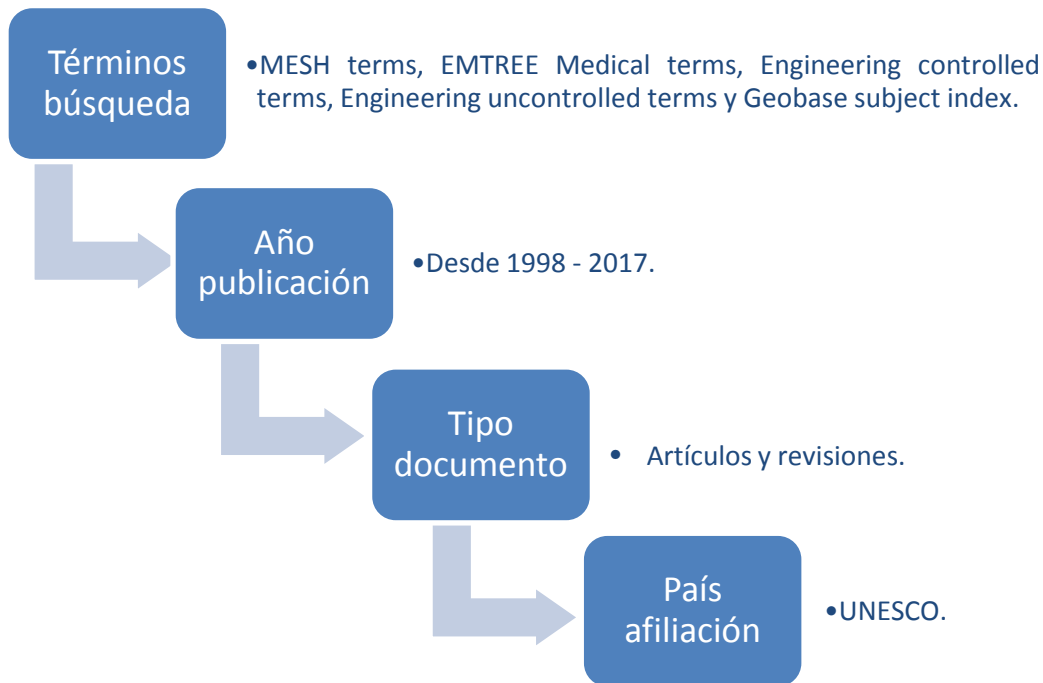 Términos
búsqueda
•MESH terms, EMTREE Medical terms, Engineering controlled
terms, Engineering uncontrolled terms y Geobase subject index.
Año
publicación
•Desde 1998 - 2017.
Tipo
documento
• Artículos y revisiones.
País
afiliación
•UNESCO.